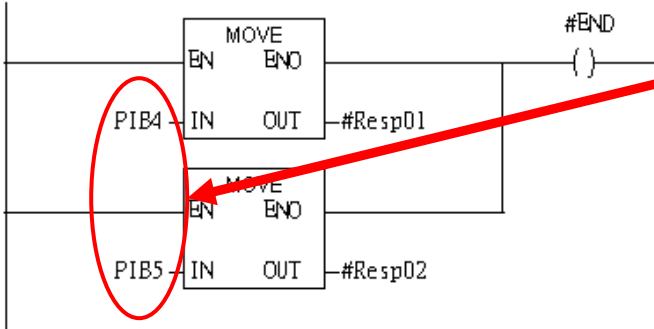 #END
MOVE
EN ENO
PIB4 IN OUT #Resp01
MOVE
EN ENO
PIB5 IN OUT #Resp02